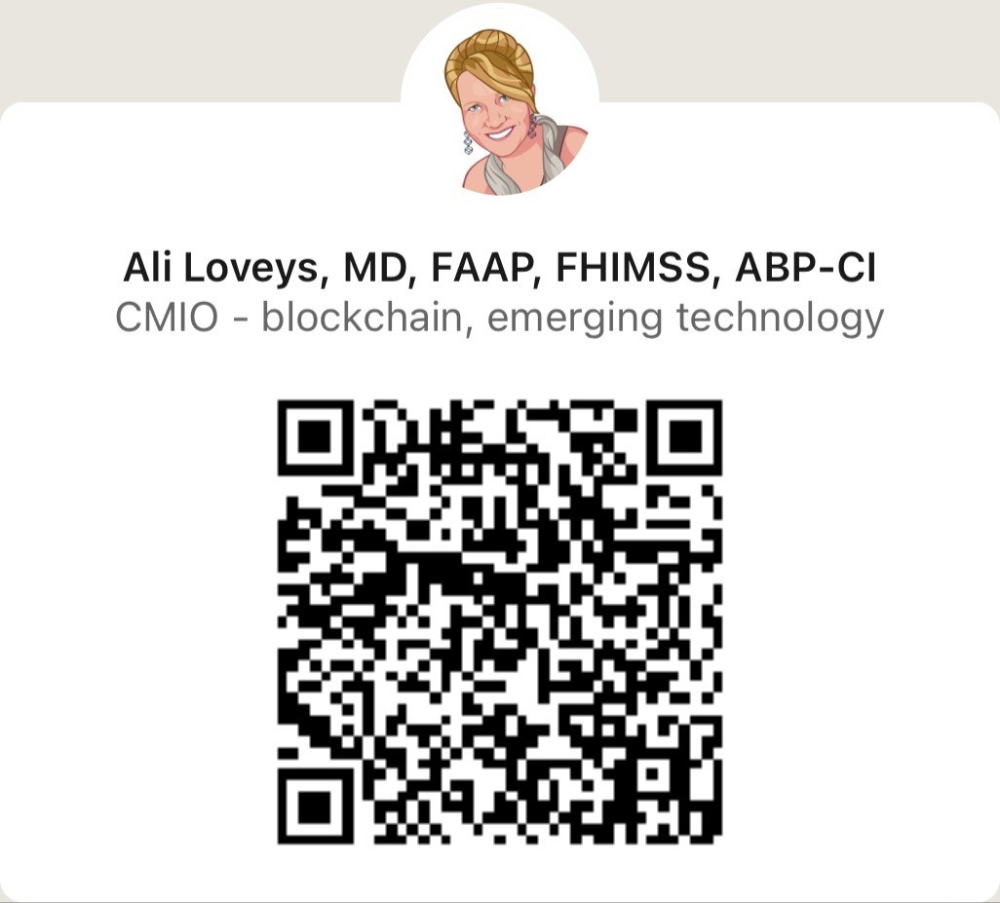 Ali Loveys, MD, FAAP, FHIMSS, ABP-CI
CMIO - blockchain, emerging technology